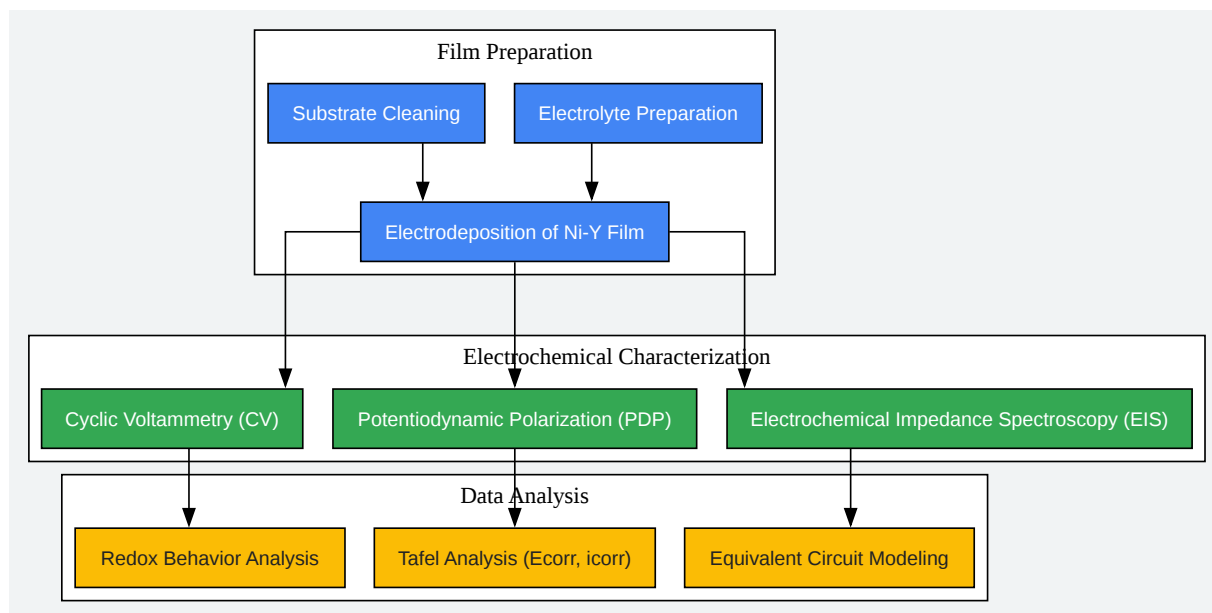 Film Preparation
Substrate Cleaning
Electrolyte Preparation
Electrodeposition of Ni-Y Film
Electrochemical Characterization
Cyclic Voltammetry (CV)
Potentiodynamic Polarization (PDP)
Electrochemical Impedance Spectroscopy (EIS)
Data Analysis
Redox Behavior Analysis
Tafel Analysis (Ecorr, icorr)
Equivalent Circuit Modeling